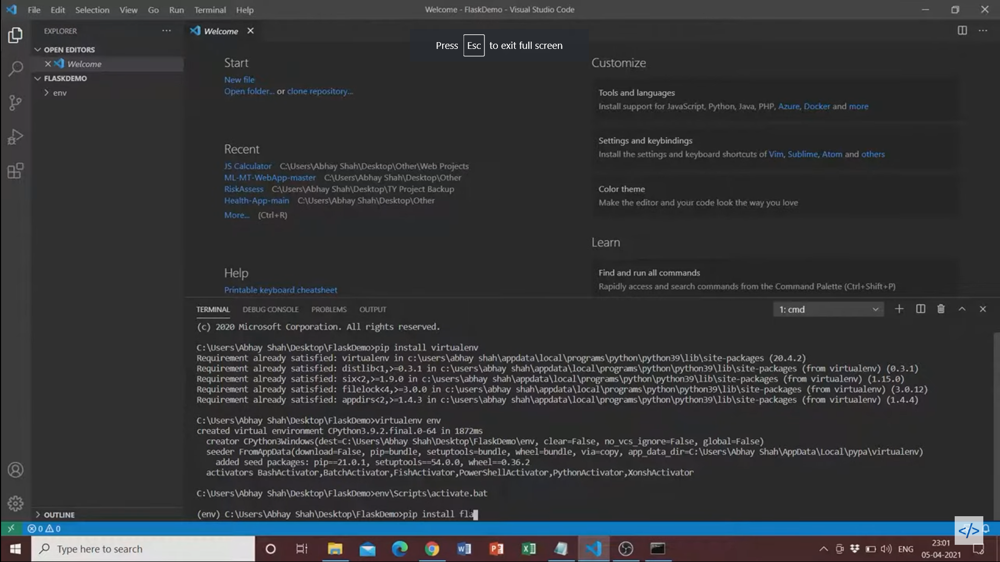 File Edit Selection View Go Run Terminal Help
Welcome - FlaskDemo - Visual Studio Code
EXPLORER
OPEN EDITORS
Welcome
FLASKDEMO
env
OUTLINE
Welcome
Press Esc to exit full screen
Start
New file
Open folder... or clone repository...
Recent
JS Calculator C:\Users\Abhay Shah\Desktop\Other\Web Projects
ML-MT-WebApp-master C:\Users\Abhay Shah\Desktop\Other
RiskAssess C:\Users\Abhay Shah\Desktop\TY Project Backup
Health-App-main C:\Users\Abhay Shah\Desktop\Other
More... (Ctrl+R)
Help
Printable keyboard cheatsheet
Customize
Tools and languages
Install support for JavaScript, Python, Java, PHP, Azure, Docker and more
Settings and keybindings
Install the settings and keyboard shortcuts of Vim, Sublime, Atom and others
Color theme
Make the editor and your code look the way you love
Learn
Find and run all commands
Rapidly access and search commands from the Command Palette (Ctrl+Shift+P)
TERMINAL DEBUG CONSOLE PROBLEMS OUTPUT
1: cmd
(c) 2020 Microsoft Corporation. All rights reserved.
C:\Users\Abhay Shah\Desktop\FlaskDemo>pip install virtualenv
Requirement already satisfied: virtualenv in c:\users\abhay shah\appdata\local\programs\python\python39\lib\site-packages (20.4.2)
Requirement already satisfied: distlib<1,>=0.3.1 in c:\users\abhay shah\appdata\local\programs\python\python39\lib\site-packages (from virtualenv) (0.3.1)
Requirement already satisfied: six<2,>=1.9.0 in c:\users\abhay shah\appdata\local\programs\python\python39\lib\site-packages (from virtualenv) (1.15.0)
Requirement already satisfied: filelock<4,>=3.0.0 in c:\users\abhay shah\appdata\local\programs\python\python39\lib\site-packages (from virtualenv) (3.0.12)
Requirement already satisfied: appdirs<2,>=1.4.3 in c:\users\abhay shah\appdata\local\programs\python\python39\lib\site-packages (from virtualenv) (1.4.4)
C:\Users\Abhay Shah\Desktop\FlaskDemo>virtualenv env
created virtual environment CPython3.9.2.final.0-64 in 1872ms
creator CPython3Windows(dest=C:\Users\Abhay Shah\Desktop\FlaskDemo\env, clear=False, no_vcs_ignore=False, global=False)
seeder FromAppData(download=False, pip=bundle, setuptools=bundle, wheel=bundle, via=copy, app_data_dir=C:\Users\Abhay Shah\AppData\Local\pypa\virtualenv)
added seed packages: pip==21.0.1, setuptools==54.0.0, wheel==0.36.2
activators BashActivator,BatchActivator,FishActivator,PowerShellActivator,PythonActivator,XonshActivator
C:\Users\Abhay Shah\Desktop\FlaskDemo>env\Scripts\activate.bat
(env) C:\Users\Abhay Shah\Desktop\FlaskDemo>pip install fla
0 0
</>
Type here to search
ENG
23:01
05-04-2021